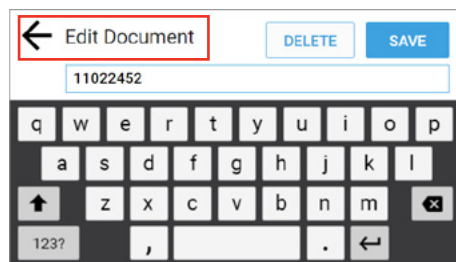 Edit Document DELETE SAVE
11022452
q w e r t y u i o p
a s d f g h j k l
z x c v b n m
123? , .